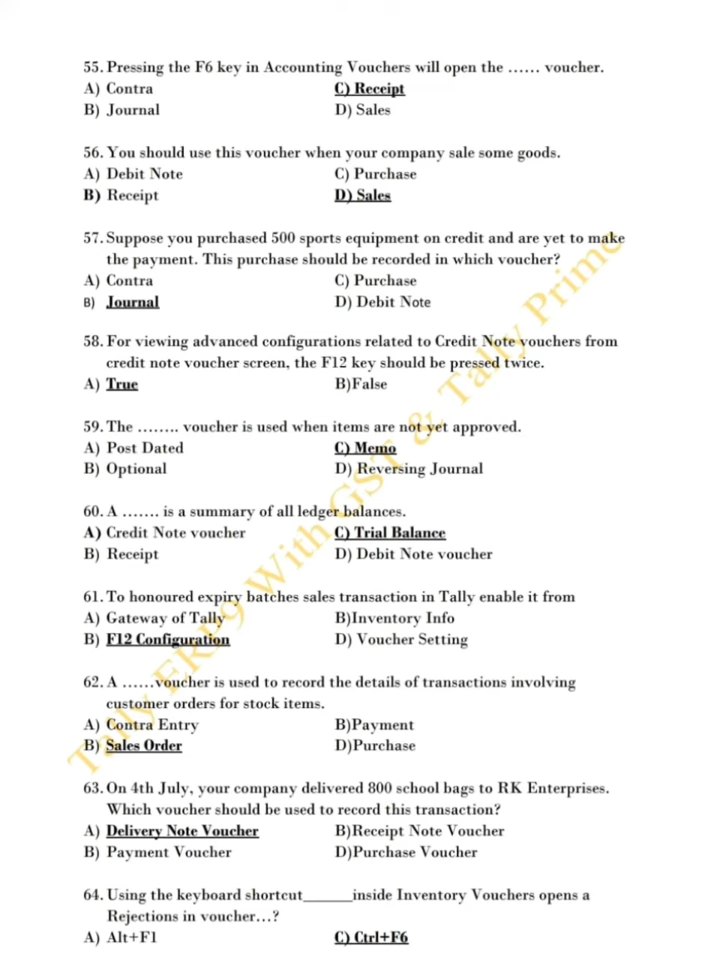 55. Pressing the F6 key in Accounting Vouchers will open the …… voucher.
A) Contra C) Receipt
B) Journal D) Sales
56. You should use this voucher when your company sale some goods.
A) Debit Note C) Purchase
B) Receipt D) Sales
57. Suppose you purchased 500 sports equipment on credit and are yet to make
the payment. This purchase should be recorded in which voucher?
A) Contra C) Purchase
B) Journal D) Debit Note
58. For viewing advanced configurations related to Credit Note vouchers from
credit note voucher screen, the F12 key should be pressed twice.
A) True B)False
59. The …….. voucher is used when items are not yet approved.
A) Post Dated C) Memo
B) Optional D) Reversing Journal
60. A ……. is a summary of all ledger balances.
A) Credit Note voucher C) Trial Balance
B) Receipt D) Debit Note voucher
61. To honoured expiry batches sales transaction in Tally enable it from
A) Gateway of Tally B)Inventory Info
B) F12 Configuration D) Voucher Setting
62. A ……voucher is used to record the details of transactions involving
customer orders for stock items.
A) Contra Entry B)Payment
B) Sales Order D)Purchase
63. On 4th July, your company delivered 800 school bags to RK Enterprises.
Which voucher should be used to record this transaction?
A) Delivery Note Voucher B)Receipt Note Voucher
B) Payment Voucher D)Purchase Voucher
64. Using the keyboard shortcut______inside Inventory Vouchers opens a
Rejections in voucher…?
A) Alt+F1 C) Ctrl+F6
Tally ERP9 With GST & Tally Prime